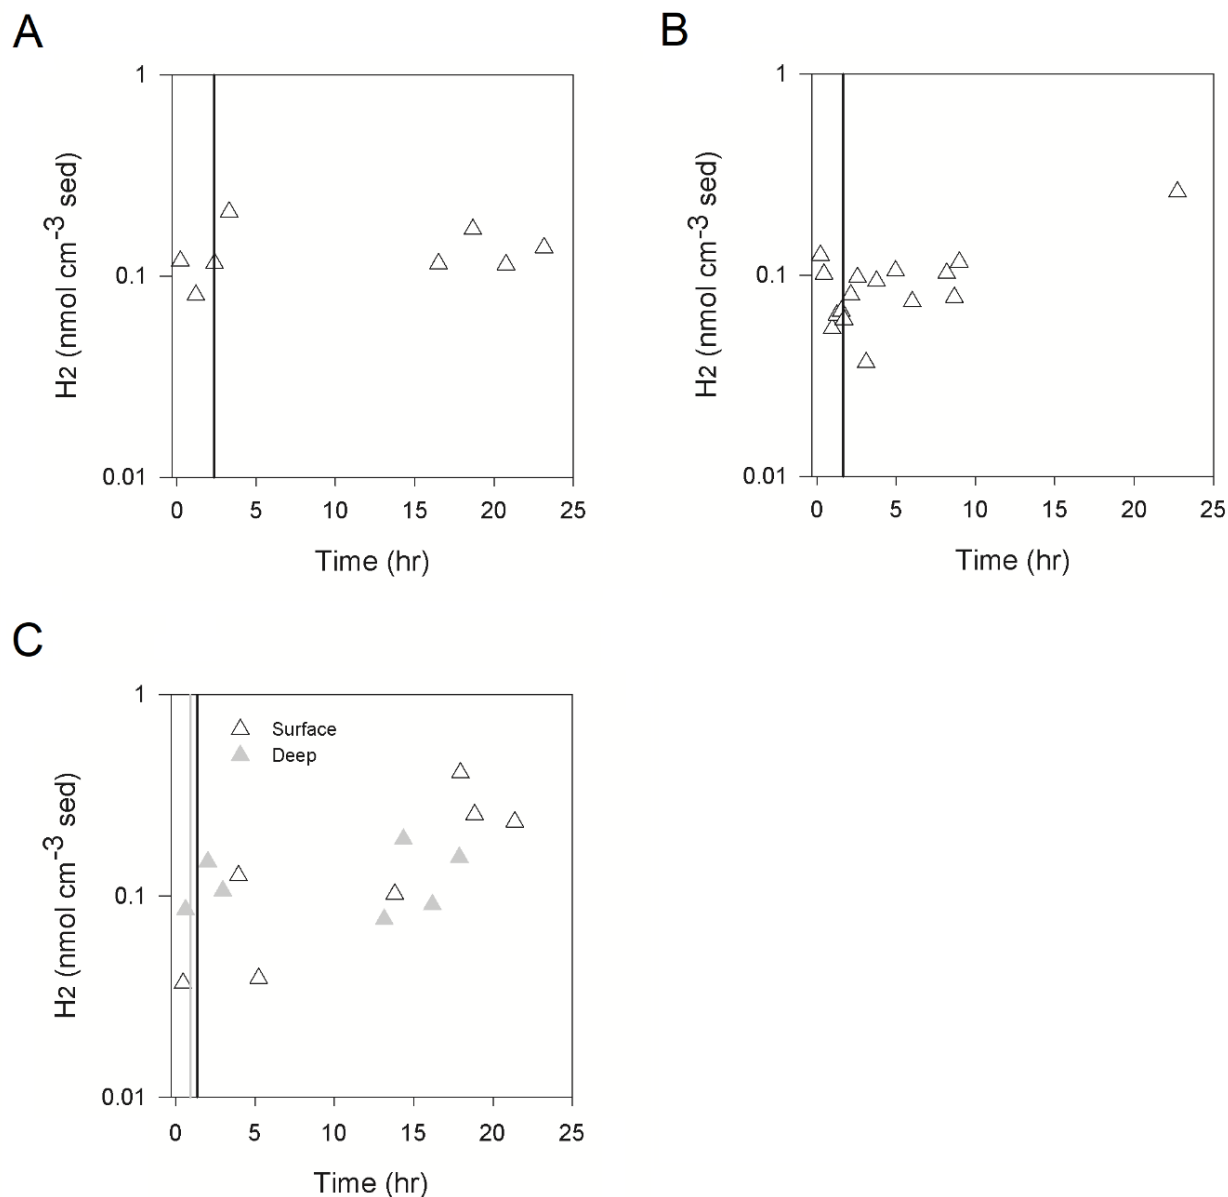 A
1
0.1
0.01
H2 (nmol cm-3 sed)
0 5 10 15 20 25
Time (hr)
B
1
0.1
0.01
H2 (nmol cm-3 sed)
0 5 10 15 20 25
Time (hr)
C
1
0.1
0.01
H2 (nmol cm-3 sed)
Surface
Deep
0 5 10 15 20 25
Time (hr)